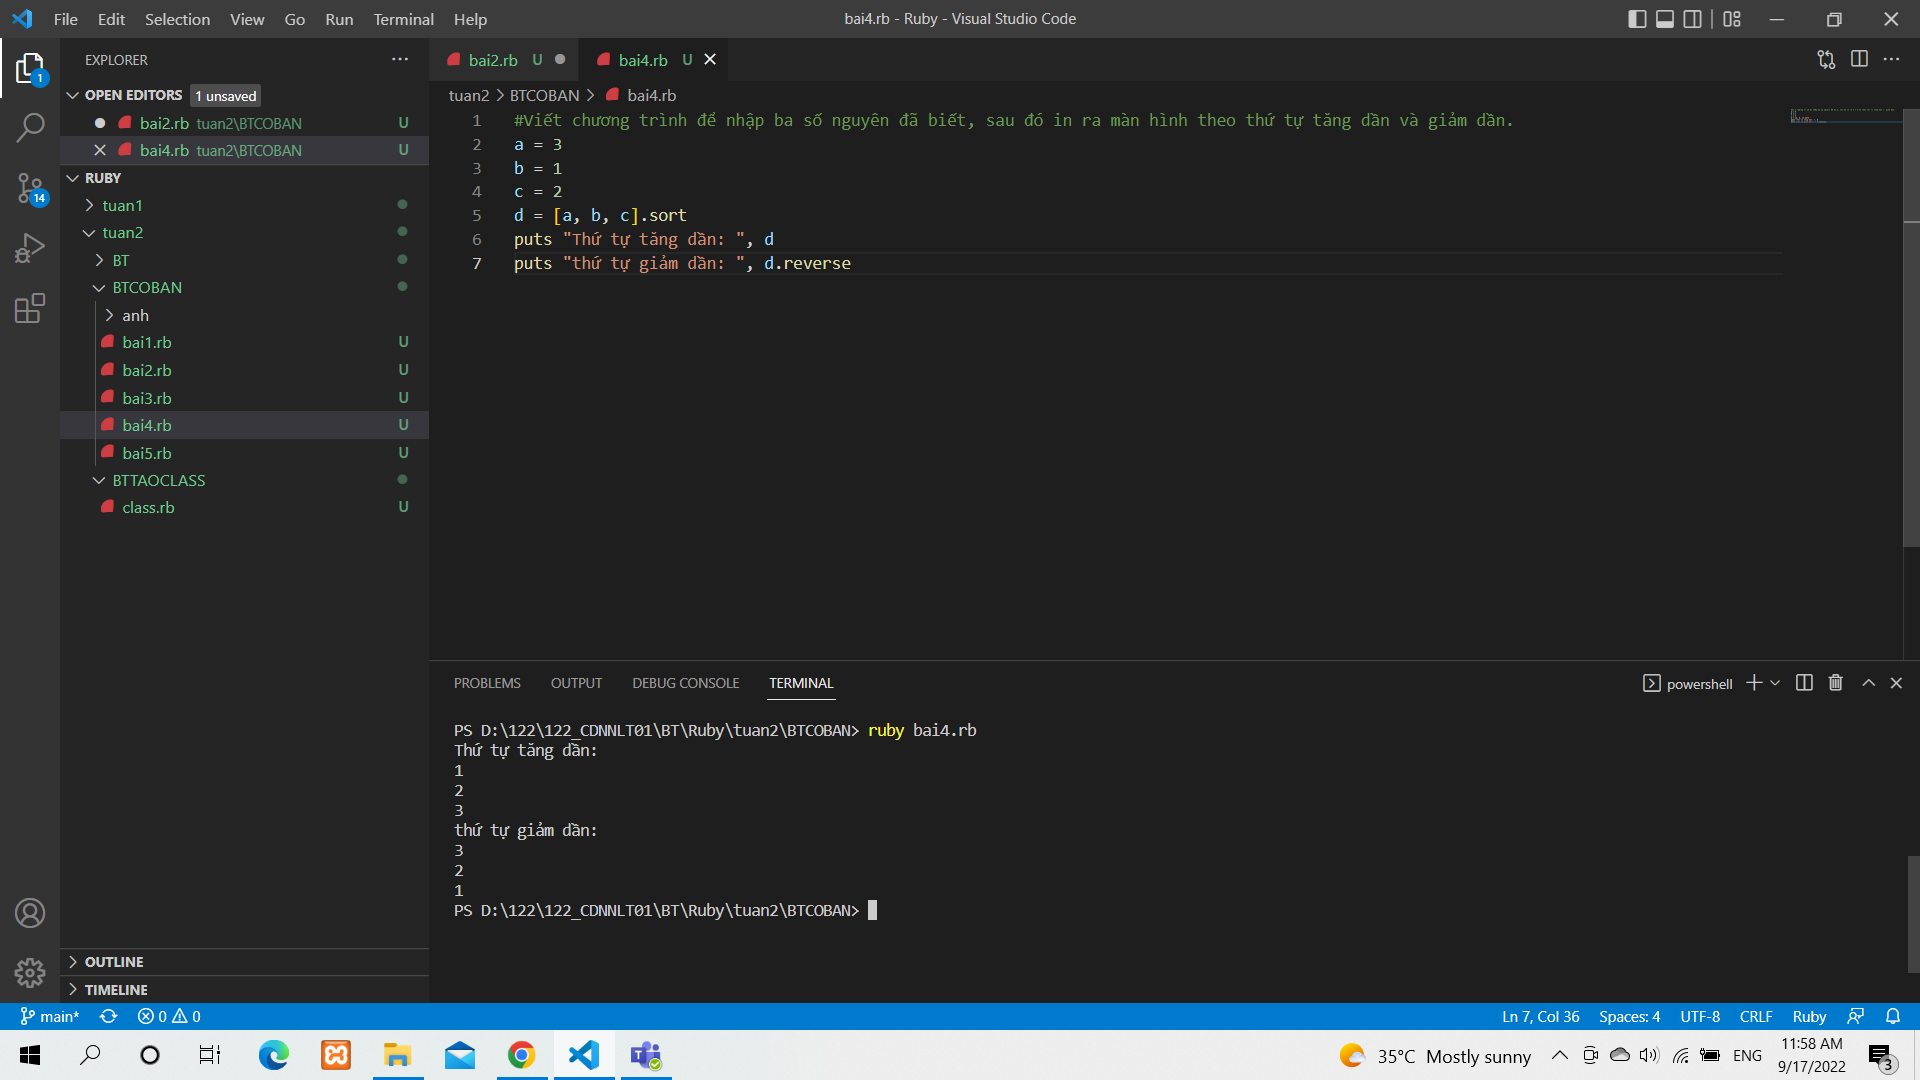 File Edit Selection View Go Run Terminal Help
bai4.rb - Ruby - Visual Studio Code
EXPLORER
OPEN EDITORS 1 unsaved
bai2.rb tuan2\BTCOBAN U
bai4.rb tuan2\BTCOBAN U
RUBY
tuan1
tuan2
BT
BTCOBAN
anh
bai1.rb U
bai2.rb U
bai3.rb U
bai4.rb U
bai5.rb U
BTTAOCLASS
class.rb U
OUTLINE
TIMELINE
1
14
bai2.rb U
bai4.rb U
tuan2 > BTCOBAN > bai4.rb
1 #Viết chương trình để nhập ba số nguyên đã biết, sau đó in ra màn hình theo thứ tự tăng dần và giảm dần.
2 a = 3
3 b = 1
4 c = 2
5 d = [a, b, c].sort
6 puts "Thứ tự tăng dần: ", d
7 puts "thứ tự giảm dần: ", d.reverse
PROBLEMS OUTPUT DEBUG CONSOLE TERMINAL
powershell
PS D:\122\122_CDNNLT01\BT\Ruby\tuan2\BTCOBAN> ruby bai4.rb
Thứ tự tăng dần:
1
2
3
thứ tự giảm dần:
3
2
1
PS D:\122\122_CDNNLT01\BT\Ruby\tuan2\BTCOBAN>
main* 0 0
Ln 7, Col 36 Spaces: 4 UTF-8 CRLF Ruby
35°C Mostly sunny
ENG
11:58 AM
9/17/2022
3